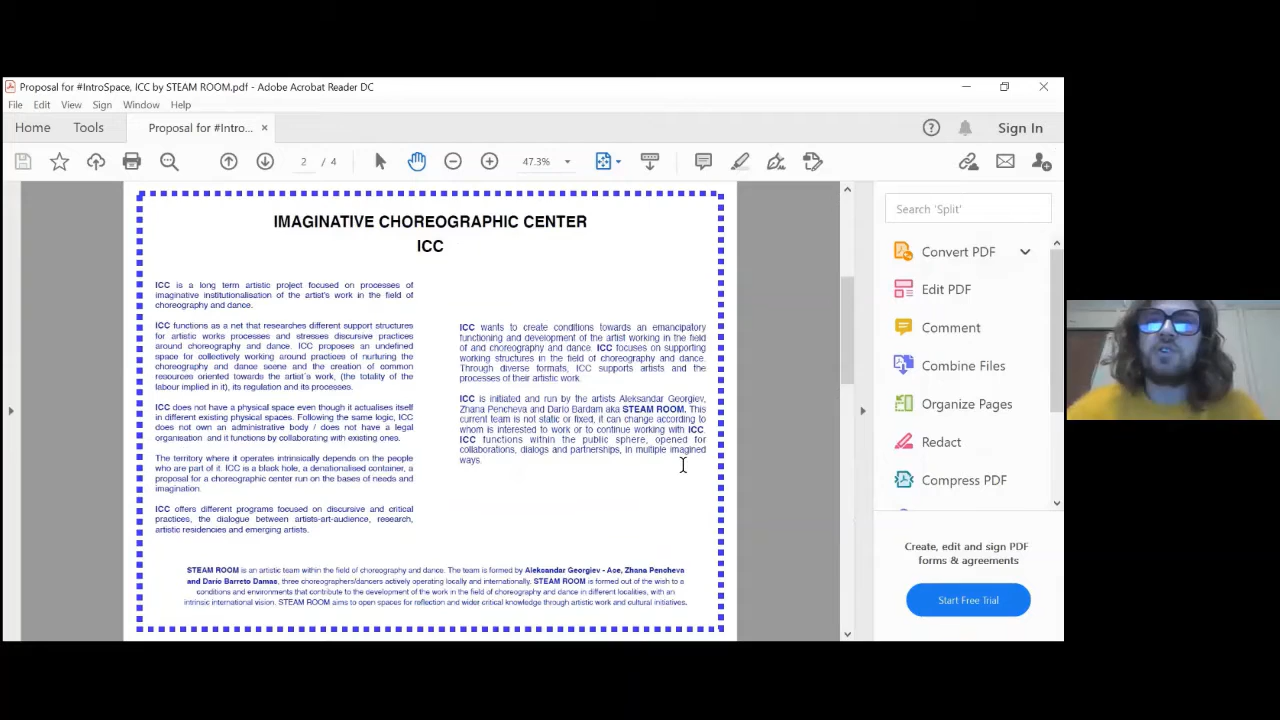 Proposal for #IntroSpace, ICC by STEAM ROOM.pdf - Adobe Acrobat Reader DC
File Edit View Sign Window Help
Home Tools Proposal for #Intro... × Sign In
2 / 4 47.3%
IMAGINATIVE CHOREOGRAPHIC CENTER
ICC
ICC is a long term artistic project focused on processes of
imaginative institutionalisation of the artist's work in the field of
choreography and dance.
ICC functions as a net that researches different support structures
for artistic works processes and stresses discursive practices
around choreography and dance. ICC proposes an undefined
space for collectively working around practices of nurturing the
choreography and dance scene and the creation of common
resources oriented towards the artist's work, (the totality of the
labour implied in it), its regulation and its processes.
ICC does not have a physical space even though it actualises itself
in different existing physical spaces. Following the same logic, ICC
does not own an administrative body / does not have a legal
organisation and it functions by collaborating with existing ones.
The territory where it operates intrinsically depends on the people
who are part of it. ICC is a black hole, a denationalised container, a
proposal for a choreographic center run on the bases of needs and
imagination.
ICC offers different programs focused on discursive and critical
practices, the dialogue between artists-art-audience, research,
artistic residencies and emerging artists.
ICC wants to create conditions towards an emancipatory
functioning and development of the artist working in the field
of and choreography and dance. ICC focuses on supporting
working structures in the field of choreography and dance.
Through diverse formats, ICC supports artists and the
processes of their artistic work.
ICC is initiated and run by the artists Aleksandar Georgiev,
Zhana Pencheva and Dario Bardam aka STEAM ROOM. This
current team is not static or fixed, it can change according to
whom is interested to work or to continue working with ICC.
ICC functions within the public sphere, opened for
collaborations, dialogs and partnerships, in multiple imagined
ways.
STEAM ROOM is an artistic team within the field of choreography and dance. The team is formed by Aleksandar Georgiev - Ace, Zhana Pencheva
and Dario Barreto Damas, three choreographers/dancers actively operating locally and internationally. STEAM ROOM is formed out of the wish to a
conditions and environments that contribute to the development of the work in the field of choreography and dance in different localities, with an
intrinsic international vision. STEAM ROOM aims to open spaces for reflection and wider critical knowledge through artistic work and cultural initiatives.
Search 'Split'
Convert PDF
Edit PDF
Comment
Combine Files
Organize Pages
Redact
Compress PDF
Create, edit and sign PDF
forms & agreements
Start Free Trial